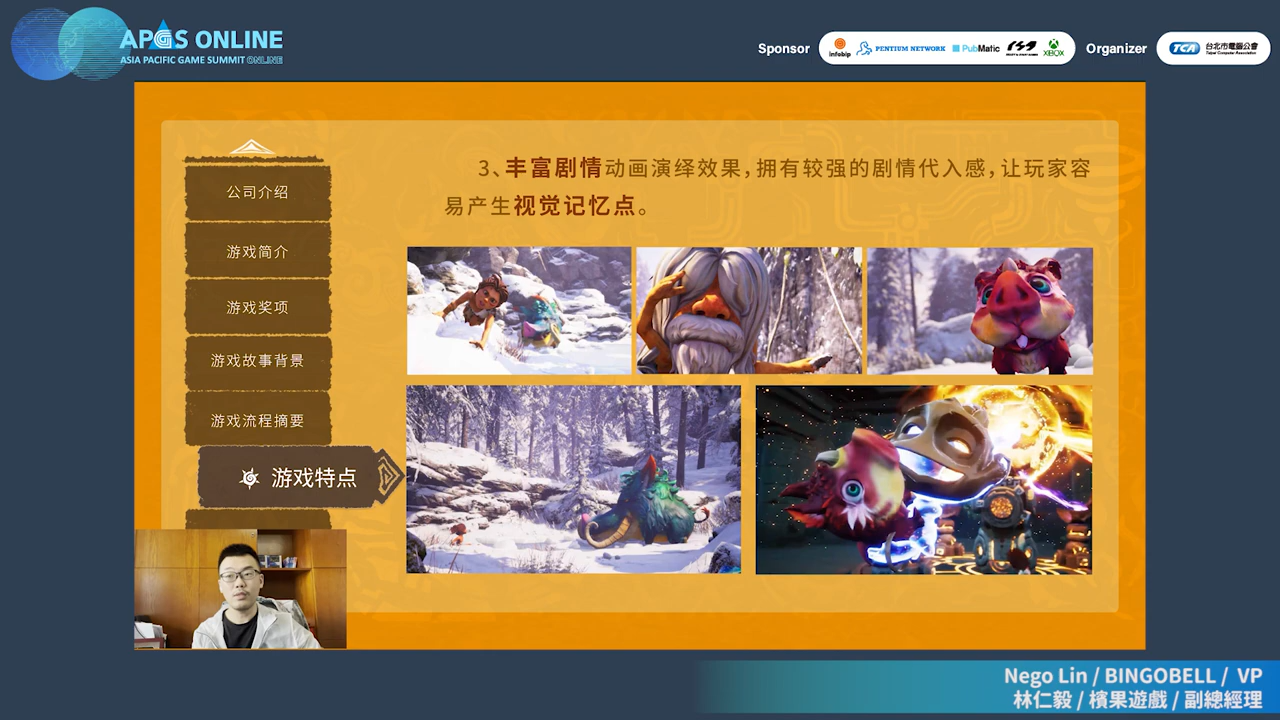 APGS ONLINE
ASIA PACIFIC GAME SUMMIT ONLINE
Sponsor
infobip
PENTIUM NETWORK
PubMatic
XBOX
Organizer
TCA
台北市電腦公會
Taipei Computer Association
3、丰富剧情动画演绎效果，拥有较强的剧情代入感，让玩家容
易产生视觉记忆点。
公司介绍
游戏简介
游戏奖项
游戏故事背景
游戏流程摘要
游戏特点
Nego Lin / BINGOBELL / VP
林仁毅 / 檳果遊戲 / 副總經理